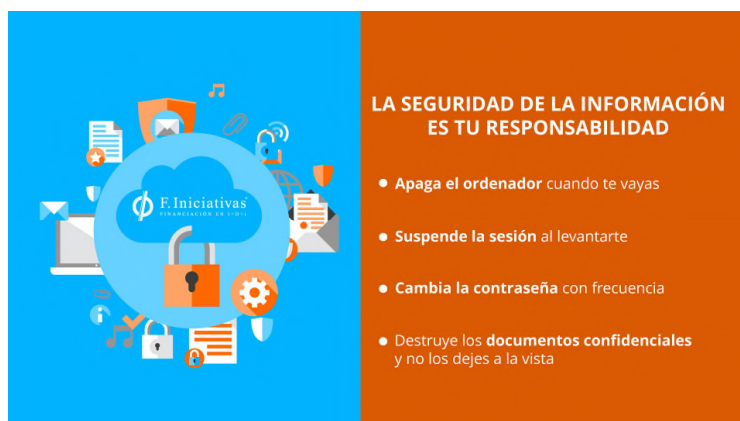 F.Iniciativas
FINANCIACIÓN EN I+D+i
LA SEGURIDAD DE LA INFORMACIÓN
ES TU RESPONSABILIDAD
Apaga el ordenador cuando te vayas
Suspende la sesión al levantarte
Cambia la contraseña con frecuencia
Destruye los documentos confidenciales
y no los dejes a la vista